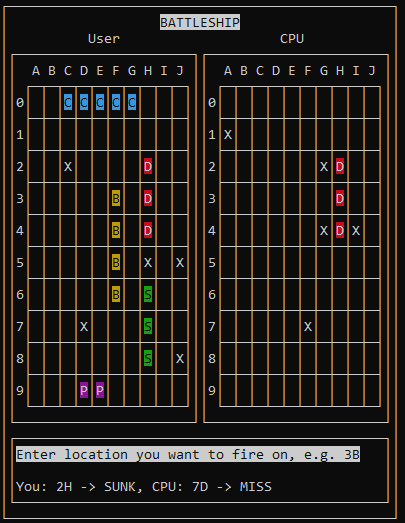 BATTLESHIP
User CPU
A B C D E F G H I J A B C D E F G H I J
0 C C C C C 0
1 1 X
2 X D 2 X D
3 B D 3 D
4 B D 4 X D X
5 B X X 5
6 B S 6
7 X S 7 X
8 S X 8
9 P P 9
Enter location you want to fire on, e.g. 3B
You: 2H -> SUNK, CPU: 7D -> MISS